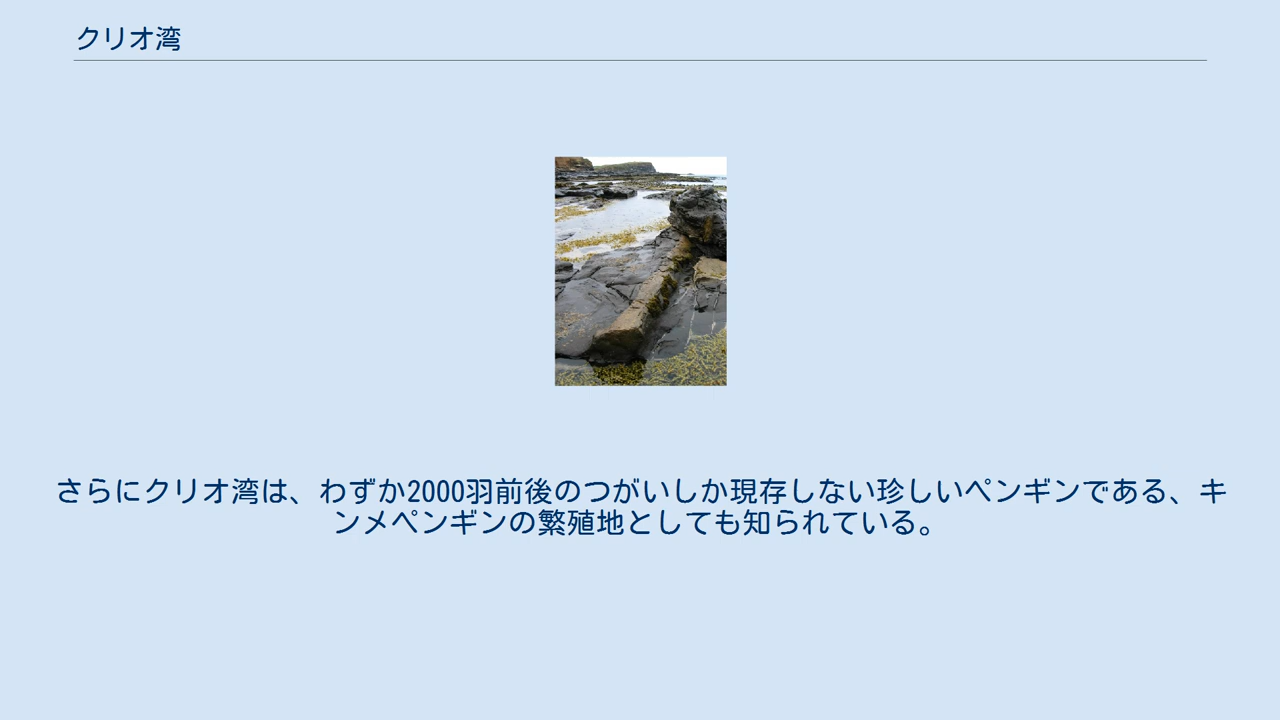 クリオ湾
さらにクリオ湾は、わずか2000羽前後のつがいしか現存しない珍しいペンギンである、キ
ンメペンギンの繁殖地としても知られている。